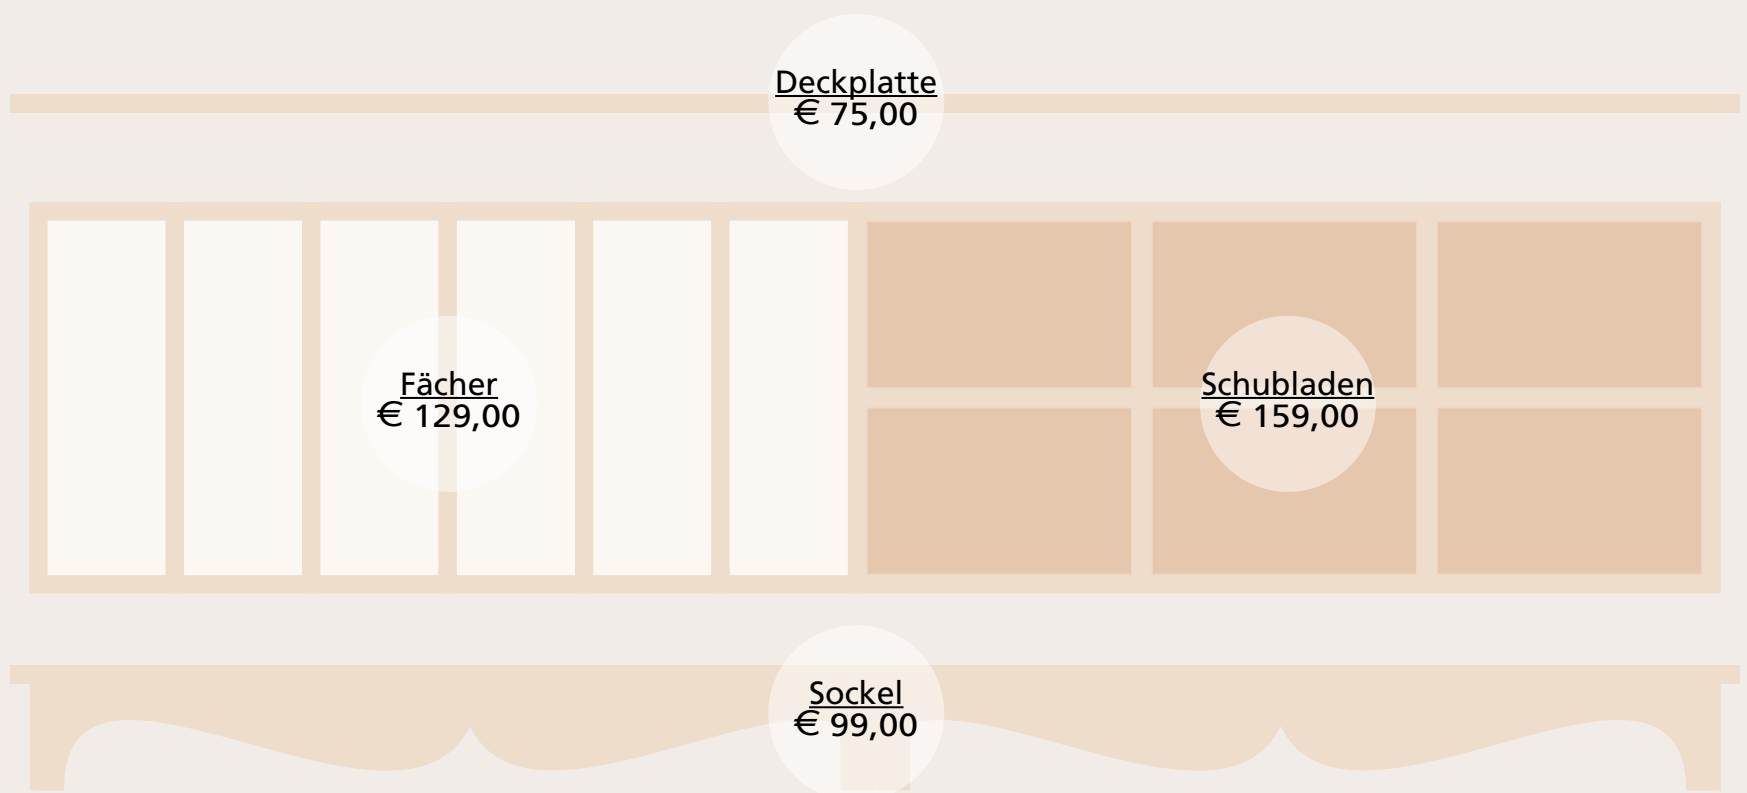 Deckplatte
€ 75,00
Fächer
€ 129,00
Schubladen
€ 159,00
Sockel
€ 99,00